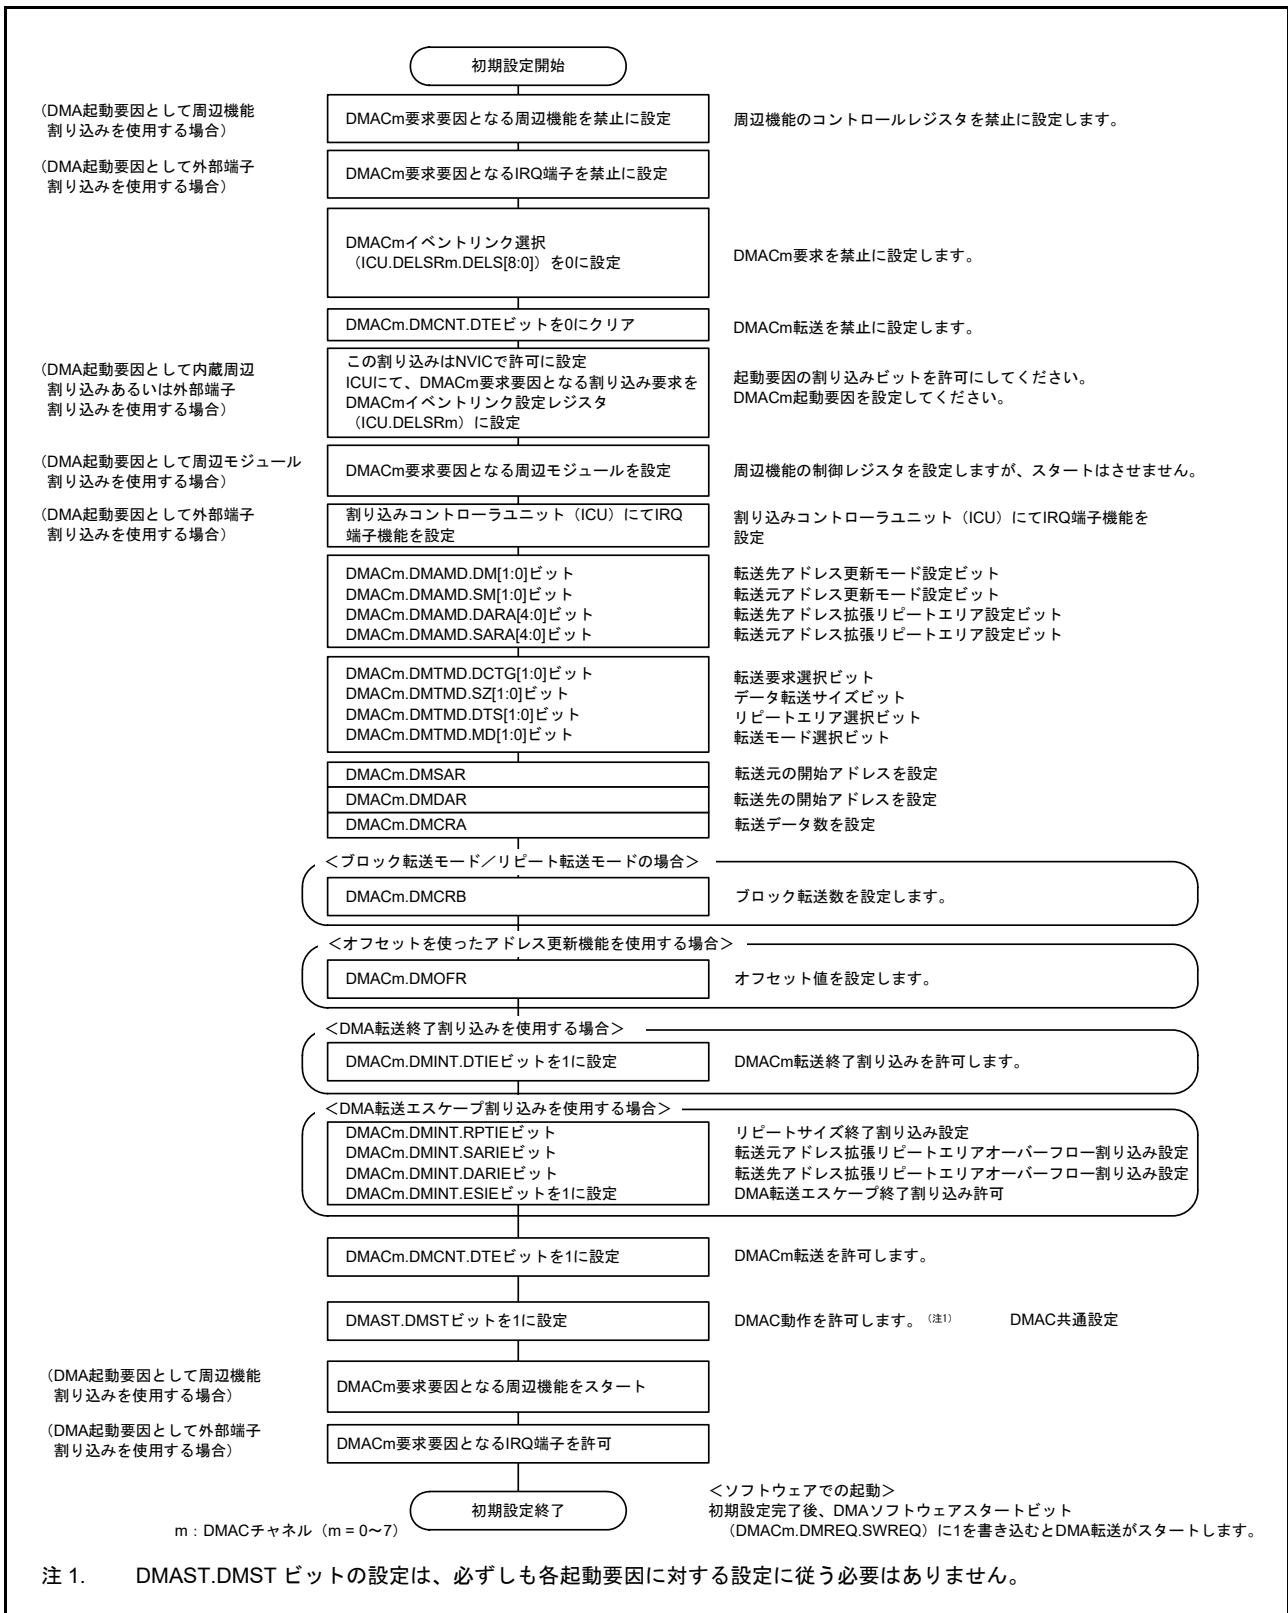 初期設定開始
(DMA起動要因として周辺機能
割り込みを使用する場合)
DMACm要求要因となる周辺機能を禁止に設定
周辺機能のコントロールレジスタを禁止に設定します。
(DMA起動要因として外部端子
割り込みを使用する場合)
DMACm要求要因となるIRQ端子を禁止に設定
DMACmイベントリンク選択
(ICU.DELSRm.DELS[8:0])を0に設定
DMACm要求を禁止に設定します。
DMACm.DMCNT.DTEビットを0にクリア
DMACm転送を禁止に設定します。
(DMA起動要因として内蔵周辺
割り込みあるいは外部端子
割り込みを使用する場合)
この割り込みはNVICで許可に設定
ICUにて、DMACm要求要因となる割り込み要求を
DMACmイベントリンク設定レジスタ
(ICU.DELSRm)に設定
起動要因の割り込みビットを許可にしてください。
DMACm起動要因を設定してください。
(DMA起動要因として周辺モジュール
割り込みを使用する場合)
DMACm要求要因となる周辺モジュールを設定
周辺機能の制御レジスタを設定しますが、スタートはさせません。
(DMA起動要因として外部端子
割り込みを使用する場合)
割り込みコントローラユニット(ICU)にてIRQ
端子機能を設定
割り込みコントローラユニット(ICU)にてIRQ端子機能を
設定
DMACm.DMAMD.DM[1:0]ビット
転送先アドレス更新モード設定ビット
DMACm.DMAMD.SM[1:0]ビット
転送元アドレス更新モード設定ビット
DMACm.DMAMD.DARA[4:0]ビット
転送先アドレス拡張リピートエリア設定ビット
DMACm.DMAMD.SARA[4:0]ビット
転送元アドレス拡張リピートエリア設定ビット
DMACm.DMTMD.DCTG[1:0]ビット
転送要求選択ビット
DMACm.DMTMD.SZ[1:0]ビット
データ転送サイズビット
DMACm.DMTMD.DTS[1:0]ビット
リピートエリア選択ビット
DMACm.DMTMD.MD[1:0]ビット
転送モード選択ビット
DMACm.DMSAR
転送元の開始アドレスを設定
DMACm.DMDAR
転送先の開始アドレスを設定
DMACm.DMCRA
転送データ数を設定
<ブロック転送モード/リピート転送モードの場合>
DMACm.DMCRB
ブロック転送数を設定します。
<オフセットを使ったアドレス更新機能を使用する場合>
DMACm.DMOFR
オフセット値を設定します。
<DMA転送終了割り込みを使用する場合>
DMACm.DMINT.DTIEビットを1に設定
DMACm転送終了割り込みを許可します。
<DMA転送エスケープ割り込みを使用する場合>
DMACm.DMINT.RPTIEビット
リピートサイズ終了割り込み設定
DMACm.DMINT.SARIEビット
転送元アドレス拡張リピートエリアオーバーフロー割り込み設定
DMACm.DMINT.DARIEビット
転送先アドレス拡張リピートエリアオーバーフロー割り込み設定
DMACm.DMINT.ESIEビットを1に設定
DMA転送エスケープ終了割り込み許可
DMACm.DMCNT.DTEビットを1に設定
DMACm転送を許可します。
DMAST.DMSTビットを1に設定
DMAC動作を許可します。(注1) DMAC共通設定
(DMA起動要因として周辺機能
割り込みを使用する場合)
DMACm要求要因となる周辺機能をスタート
(DMA起動要因として外部端子
割り込みを使用する場合)
DMACm要求要因となるIRQ端子を許可
初期設定終了
<ソフトウェアでの起動>
初期設定完了後、DMAソフトウェアスタートビット
(DMACm.DMREQ.SWREQ)に1を書き込むとDMA転送がスタートします。
m:DMACチャネル(m = 0~7)
注 1. DMAST.DMST ビットの設定は、必ずしも各起動要因に対する設定に従う必要はありません。